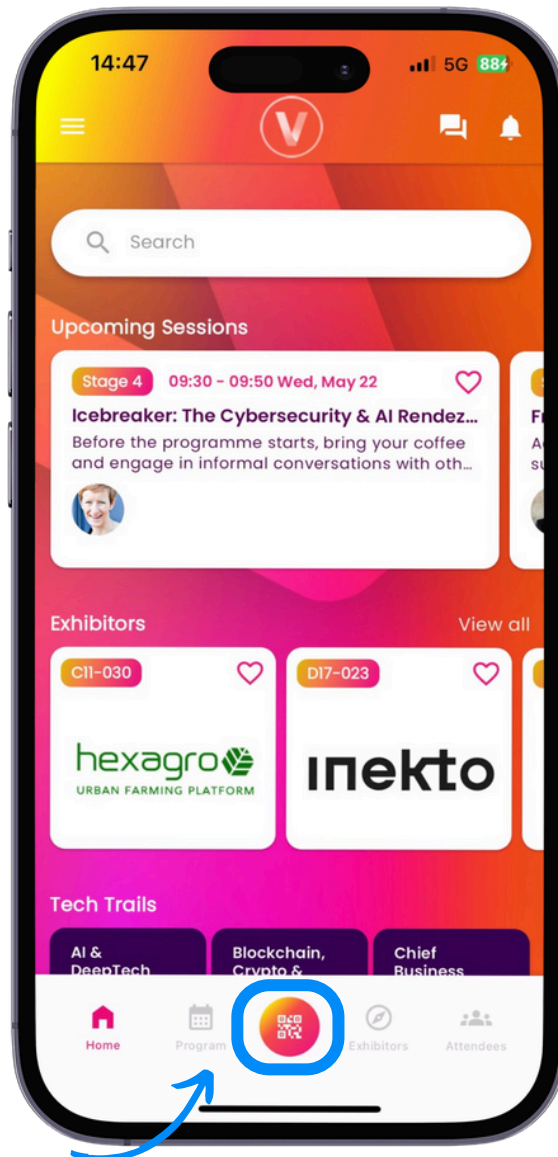 14:47
5G 88
V
Search
Upcoming Sessions
Stage 4 09:30 - 09:50 Wed, May 22
Icebreaker: The Cybersecurity & AI Rendez...
Before the programme starts, bring your coffee
and engage in informal conversations with oth...
Exhibitors View all
C11-030
hexagro
URBAN FARMING PLATFORM
D17-023
inekto
Tech Trails
AI &
DeepTech
Blockchain,
Crypto &
Chief
Business
Home Program Exhibitors Attendees